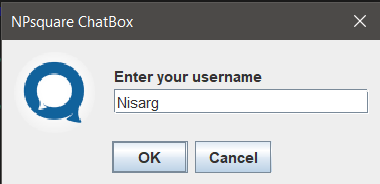 NPsquare ChatBox
Enter your username
Nisarg
OK Cancel